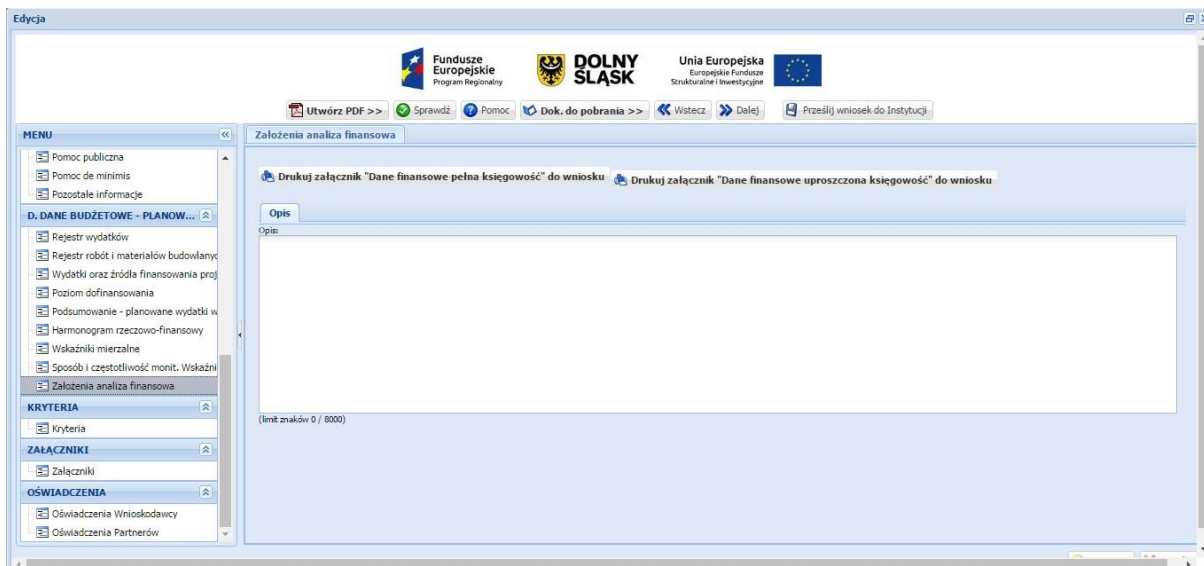 Edycja
Fundusze
Europejskie
Program Regionalny
DOLNY
ŚLĄSK
Unia Europejska
Europejskie Fundusze
Strukturalne i Inwestycyjne
Utwórz PDF >> Sprawdź Pomoc Dok. do pobrania >> Wstecz Dalej Prześlij wniosek do Instytucji
MENU
Pomoc publiczna
Pomoc de minimis
Pozostałe informacje
D. DANE BUDŻETOWE - PLANOW...
Rejestr wydatków
Rejestr robót i materiałów budowlanyc
Wydatki oraz źródła finansowania proj
Poziom dofinansowania
Podsumowanie - planowane wydatki w
Harmonogram rzeczowo-finansowy
Wskaźniki mierzalne
Sposób i częstotliwość monit. Wskaźni
Założenia analiza finansowa
KRYTERIA
Kryteria
ZAŁĄCZNIKI
Załączniki
OŚWIADCZENIA
Oświadczenia Wnioskodawcy
Oświadczenia Partnerów
Założenia analiza finansowa
Drukuj załącznik "Dane finansowe pełna księgowość" do wniosku Drukuj załącznik "Dane finansowe uproszczona księgowość" do wniosku
Opis
Opis:
(limit znaków 0 / 8000)